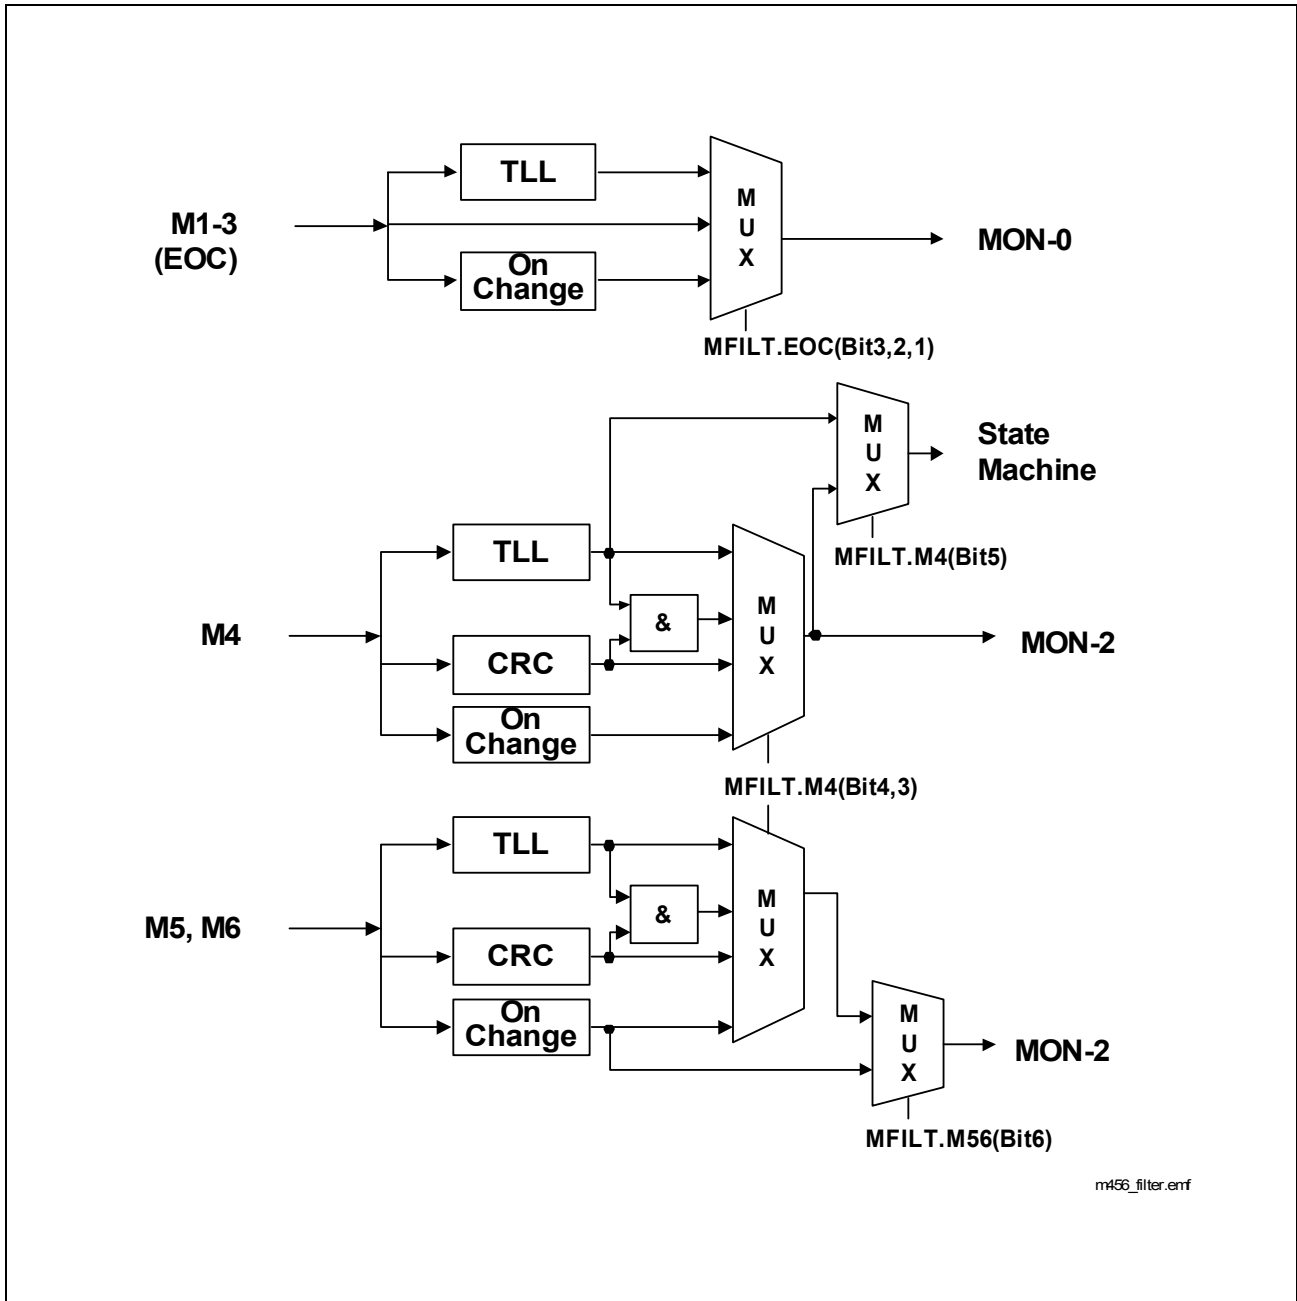 TLL
M1-3
(EOC)
On
Change
M
U
X
MON-0
MFILT.EOC(Bit3,2,1)
M
U
X
State
Machine
MFILT.M4(Bit5)
M4
TLL
&
CRC
On
Change
M
U
X
MON-2
MFILT.M4(Bit4,3)
M5, M6
TLL
&
CRC
On
Change
M
U
X
M
U
X
MON-2
MFILT.M56(Bit6)
m456_filter.emf